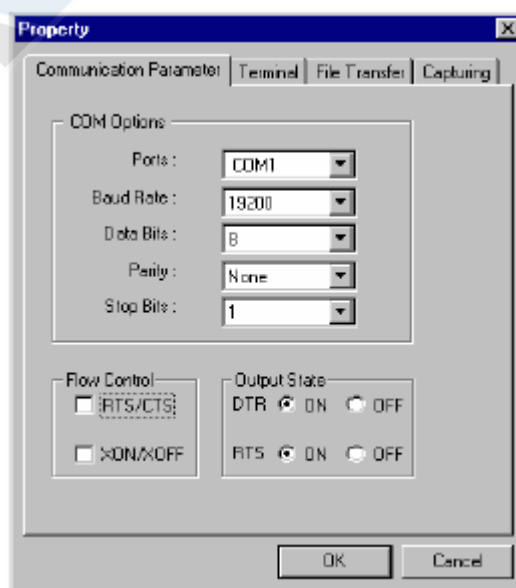 Property
Communication Parameter Terminal File Transfer Capturing
COM Options
Ports : COM1
Baud Rate : 19200
Data Bits : 8
Parity : None
Stop Bits : 1
Flow Control
RTS/CTS
XON/XOFF
Output State
DTR ON OFF
RTS ON OFF
OK Cancel